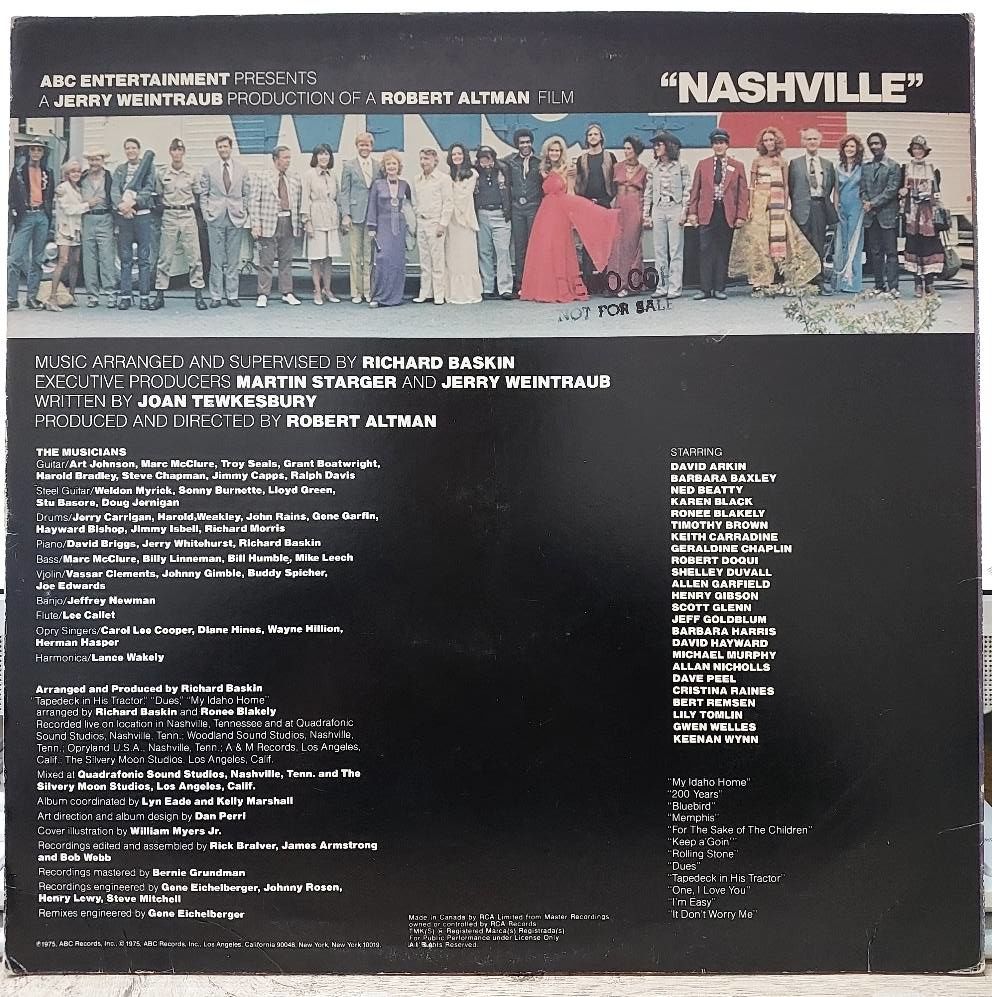 ABC ENTERTAINMENT PRESENTS
A JERRY WEINTRAUB PRODUCTION OF A ROBERT ALTMAN FILM
“NASHVILLE”
NOT FOR SALE
MUSIC ARRANGED AND SUPERVISED BY RICHARD BASKIN
EXECUTIVE PRODUCERS MARTIN STARGER AND JERRY WEINTRAUB
WRITTEN BY JOAN TEWKESBURY
PRODUCED AND DIRECTED BY ROBERT ALTMAN
THE MUSICIANS
Guitar/Art Johnson, Marc McClure, Troy Seals, Grant Boatwright,
Harold Bradley, Steve Chapman, Jimmy Capps, Ralph Davis
Steel Guitar/Weldon Myrick, Sonny Burnette, Lloyd Green,
Stu Basore, Doug Jernigan
Drums/Jerry Carrigan, Harold Weakley, John Rains, Gene Garfin,
Hayward Bishop, Jimmy Isbell, Richard Morris
Piano/David Briggs, Jerry Whitehurst, Richard Baskin
Bass/Marc McClure, Billy Linneman, Bill Humble, Mike Leech
Violin/Vassar Clements, Johnny Gimble, Buddy Spicher,
Joe Edwards
Banjo/Jeffrey Newman
Flute/Lee Callet
Opry Singers/Carol Lee Cooper, Diane Hines, Wayne Hillion,
Herman Hasper
Harmonica/Lance Wakely
Arranged and Produced by Richard Baskin
“Tapedeck in His Tractor,” “Dues,” “My Idaho Home”
arranged by Richard Baskin and Ronee Blakely
Recorded live on location in Nashville, Tennessee and at Quadrafonic
Sound Studios, Nashville, Tenn.; Woodland Sound Studios, Nashville,
Tenn.; Opryland U.S.A., Nashville, Tenn.; A & M Records, Los Angeles,
Calif., The Silvery Moon Studios, Los Angeles, Calif.
Mixed at Quadrafonic Sound Studios, Nashville, Tenn. and The
Silvery Moon Studios, Los Angeles, Calif.
Album coordinated by Lyn Eade and Kelly Marshall
Art direction and album design by Dan Perri
Cover illustration by William Myers Jr.
Recordings edited and assembled by Rick Bralver, James Armstrong
and Bob Webb
Recordings mastered by Bernie Grundman
Recordings engineered by Gene Eichelberger, Johnny Rosen,
Henry Lewy, Steve Mitchell
Remixes engineered by Gene Eichelberger
℗1975, ABC Records, Inc., © 1975, ABC Records, Inc., Los Angeles, California 90048, New York, New York 10019.
Made in Canada by RCA Limited from Master Recordings
owned or controlled by RCA Records
TMK(S) ® Registered Marca(s) Registrada(s)
For Public Performance under License Only
All Rights Reserved.
STARRING
DAVID ARKIN
BARBARA BAXLEY
NED BEATTY
KAREN BLACK
RONEE BLAKELY
TIMOTHY BROWN
KEITH CARRADINE
GERALDINE CHAPLIN
ROBERT DOQUI
SHELLEY DUVALL
ALLEN GARFIELD
HENRY GIBSON
SCOTT GLENN
JEFF GOLDBLUM
BARBARA HARRIS
DAVID HAYWARD
MICHAEL MURPHY
ALLAN NICHOLLS
DAVE PEEL
CRISTINA RAINES
BERT REMSEN
LILY TOMLIN
GWEN WELLES
KEENAN WYNN
“My Idaho Home”
“200 Years”
“Bluebird”
“Memphis”
“For The Sake of The Children”
“Keep a Goin’”
“Rolling Stone”
“Dues”
“Tapedeck in His Tractor”
“One, I Love You”
“I’m Easy”
“It Don’t Worry Me”